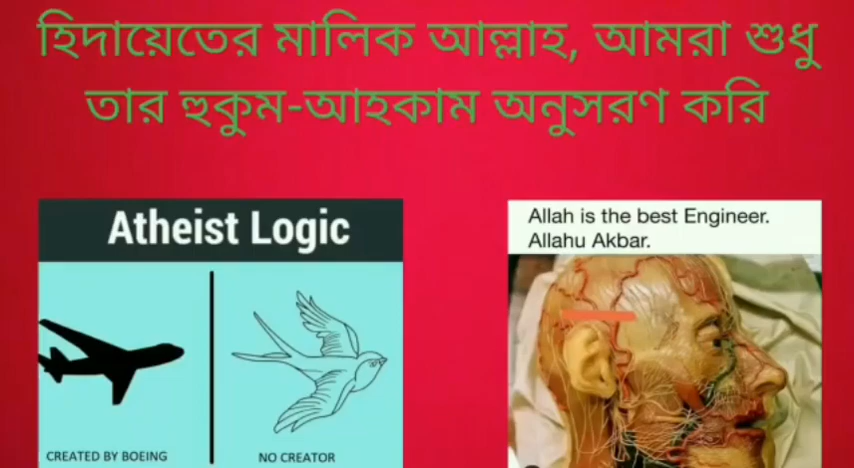 হিদায়েতের মালিক আল্লাহ, আমরা শুধু
তার হুকুম-আহকাম অনুসরণ করি
Atheist Logic
CREATED BY BOEING
NO CREATOR
Allah is the best Engineer.
Allahu Akbar.